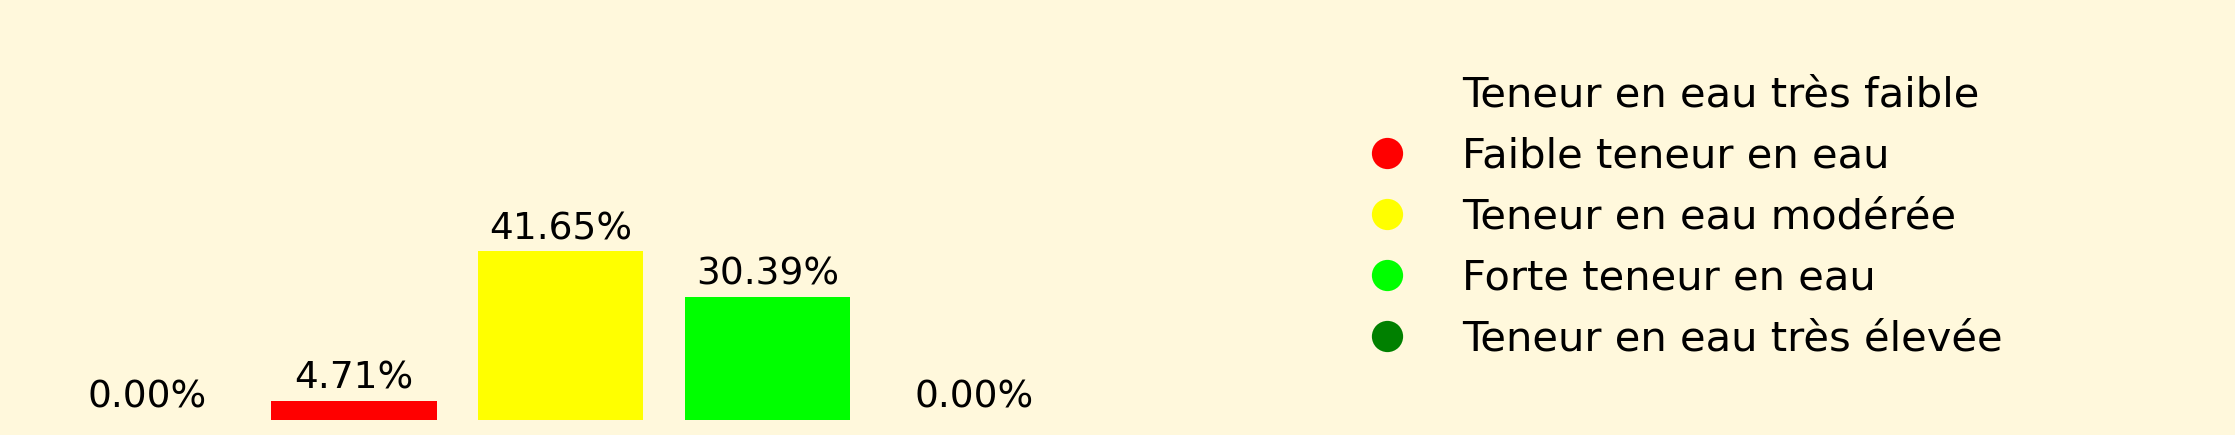 0.00%
4.71%
41.65%
30.39%
0.00%
Teneur en eau très faible
Faible teneur en eau
Teneur en eau modérée
Forte teneur en eau
Teneur en eau très élevée